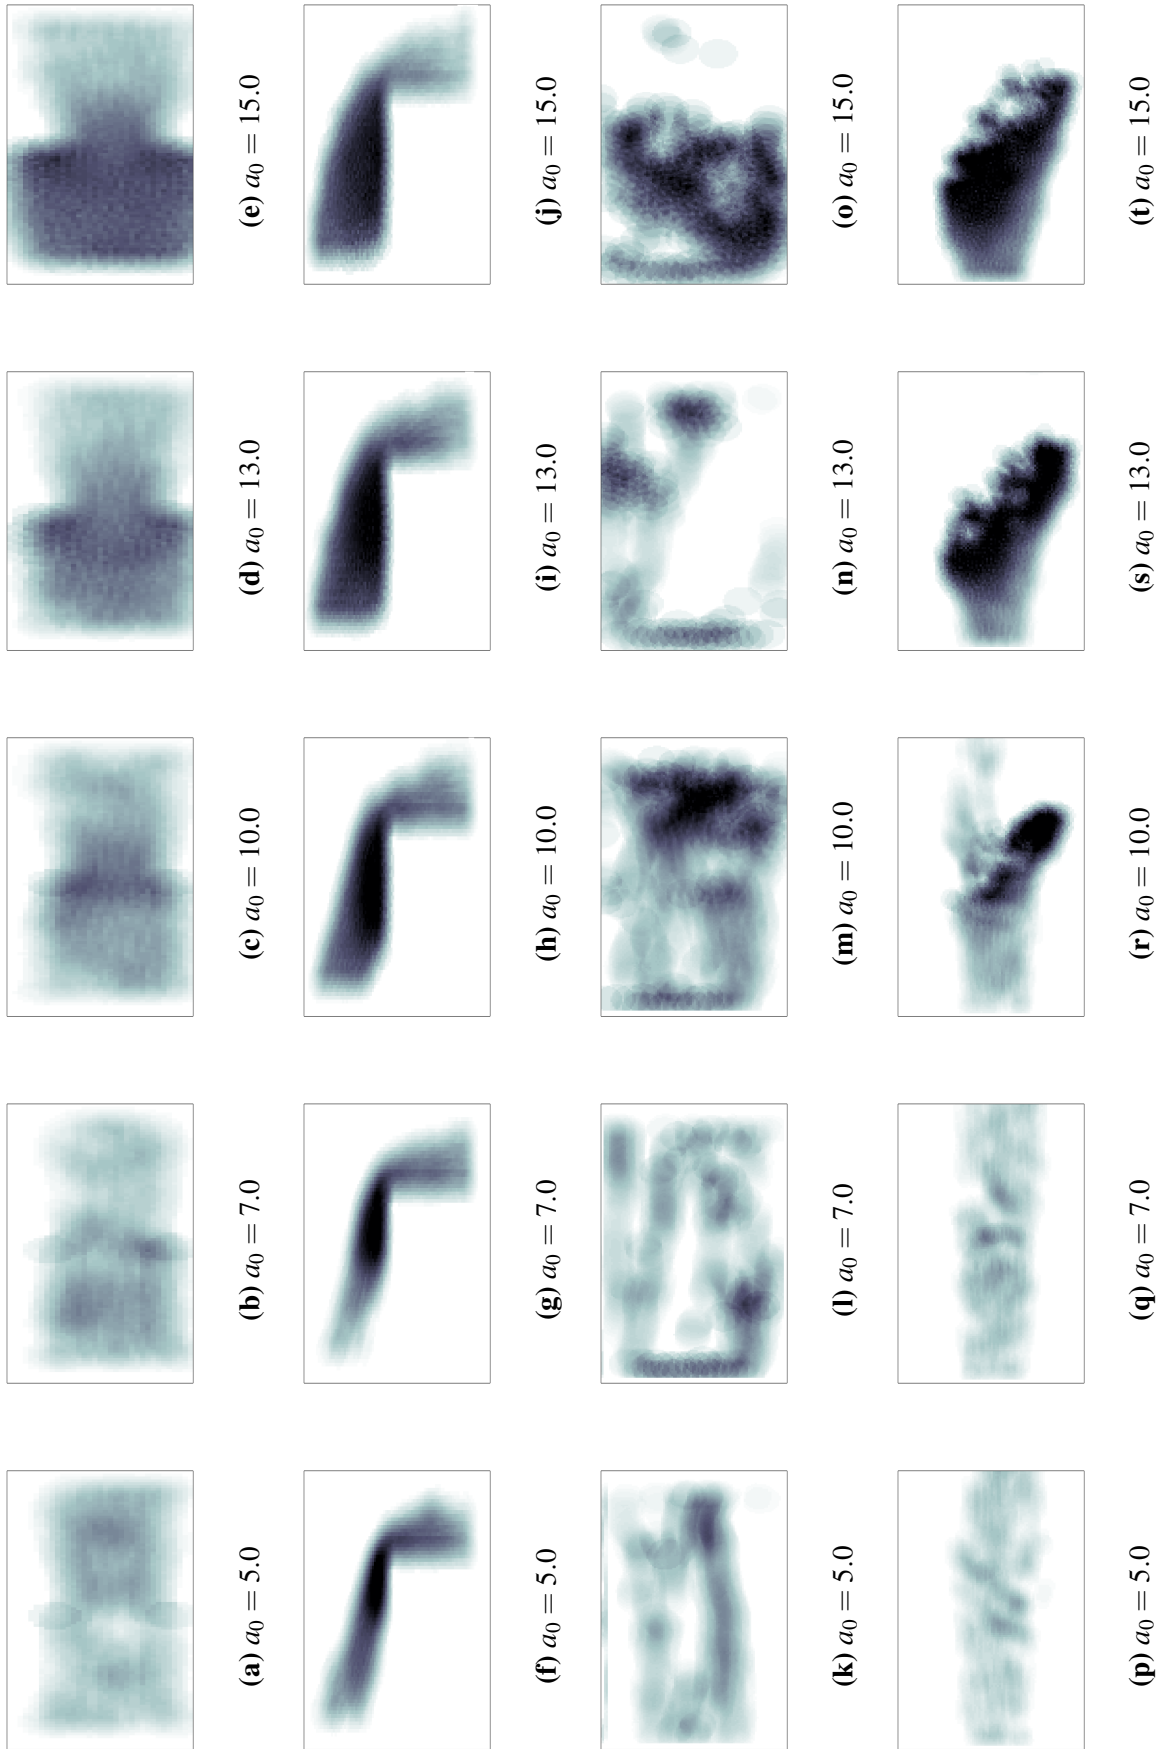 (a) a₀ = 5.0
(b) a₀ = 7.0
(c) a₀ = 10.0
(d) a₀ = 13.0
(e) a₀ = 15.0
(f) a₀ = 5.0
(g) a₀ = 7.0
(h) a₀ = 10.0
(i) a₀ = 13.0
(j) a₀ = 15.0
(k) a₀ = 5.0
(l) a₀ = 7.0
(m) a₀ = 10.0
(n) a₀ = 13.0
(o) a₀ = 15.0
(p) a₀ = 5.0
(q) a₀ = 7.0
(r) a₀ = 10.0
(s) a₀ = 13.0
(t) a₀ = 15.0